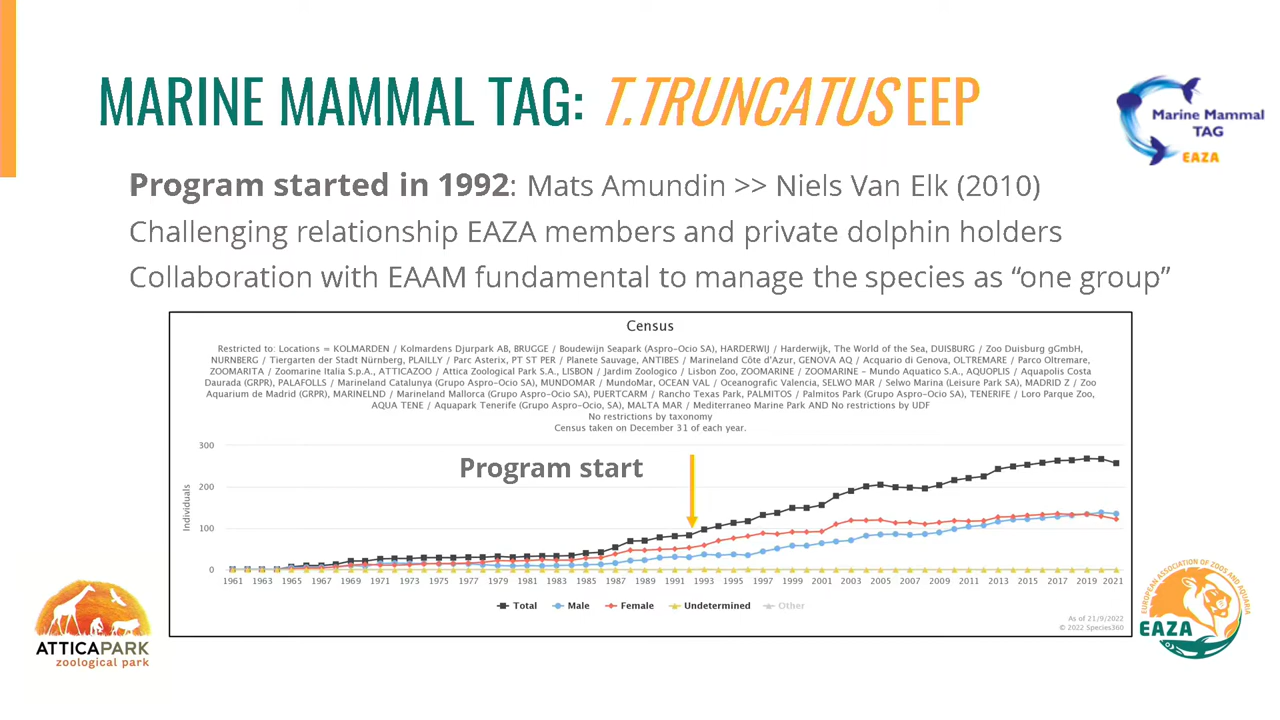 MARINE MAMMAL TAG: T.TRUNCATUS EEP
Marine Mammal
TAG
EAZA
Program started in 1992: Mats Amundin >> Niels Van Elk (2010)
Challenging relationship EAZA members and private dolphin holders
Collaboration with EAAM fundamental to manage the species as “one group”
Census
Restricted to: Locations = KOLMARDEN / Kolmardens Djurpark AB, BRUGGE / Boudewijn Seapark (Aspro-Ocio SA), HARDERWIJ / Harderwijk, The World of the Sea, DUISBURG / Zoo Duisburg gGmbH,
NURNBERG / Tiergarten der Stadt Nürnberg, PLAILLY / Parc Asterix, PT ST PER / Planete Sauvage, ANTIBES / Marineland Côte d'Azur, GENOVA AQ / Acquario di Genova, OLTREMARE / Parco Oltremare,
ZOOMARITA / Zoomarine Italia S.p.A., ATTICAZOO / Attica Zoological Park S.A., LISBON / Jardim Zoologico / Lisbon Zoo, ZOOMARINE / ZOOMARINE - Mundo Aquatico S.A., AQUOPLIS / Aquapolis Costa
Daurada (GRPR), PALAFOLLS / Marineland Catalunya (Grupo Aspro-Ocio SA), MUNDOMAR / MundoMar, OCEAN VAL / Oceanografic Valencia, SELWO MAR / Selwo Marina (Leisure Park SA), MADRID Z / Zoo
Aquarium de Madrid (GRPR), MARINELND / Marineland Mallorca (Grupo Aspro-Ocio SA), PUERTCARM / Rancho Texas Park, PALMITOS / Palmitos Park (Grupo Aspro-Ocio SA), TENERIFE / Loro Parque Zoo,
AQUA TENE / Aquapark Tenerife (Grupo Aspro-Ocio, SA), MALTA MAR / Mediterraneo Marine Park AND No restrictions by UDF
No restrictions by taxonomy
Census taken on December 31 of each year.
300
200
100
0
Individuals
Program start
1961 1963 1965 1967 1969 1971 1973 1975 1977 1979 1981 1983 1985 1987 1989 1991 1993 1995 1997 1999 2001 2003 2005 2007 2009 2011 2013 2015 2017 2019 2021
Total Male Female Undetermined Other
As of 21/9/2022
© 2022 Species360
ATTICAPARK
zoological park
EUROPEAN ASSOCIATION OF ZOOS AND AQUARIA
EAZA